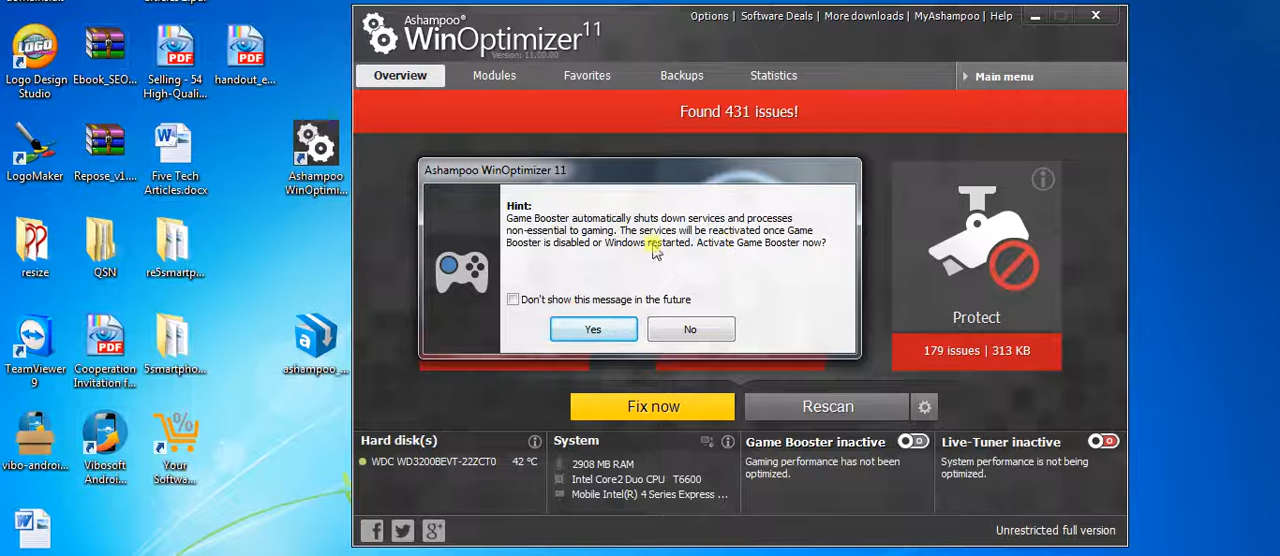 Logo Design
Studio
Ebook_SEO...
Selling - 54
High-Quali...
handout_e...
LogoMaker
Repose_v1...
Five Tech
Articles.docx
Ashampoo
WinOptimi...
resize
QSN
re5smartp...
TeamViewer
9
Cooperation
Invitation f...
5smartpho...
ashampoo_...
vibo-androi...
Vibosoft
Androi...
Your
Softwa...
Ashampoo®
WinOptimizer 11
Version: 11.00.00
Options | Software Deals | More downloads | MyAshampoo | Help
Overview
Modules
Favorites
Backups
Statistics
Main menu
Found 431 issues!
Ashampoo WinOptimizer 11
Hint:
Game Booster automatically shuts down services and processes
non-essential to gaming. The services will be reactivated once Game
Booster is disabled or Windows restarted. Activate Game Booster now?
Don't show this message in the future
Yes
No
Protect
179 issues | 313 KB
Fix now
Rescan
Hard disk(s)
WDC WD3200BEVT-22ZCT0 42 °C
System
2908 MB RAM
Intel Core2 Duo CPU T6600
Mobile Intel(R) 4 Series Express ...
Game Booster inactive
Gaming performance has not been
optimized.
Live-Tuner inactive
System performance is not being
optimized.
Unrestricted full version